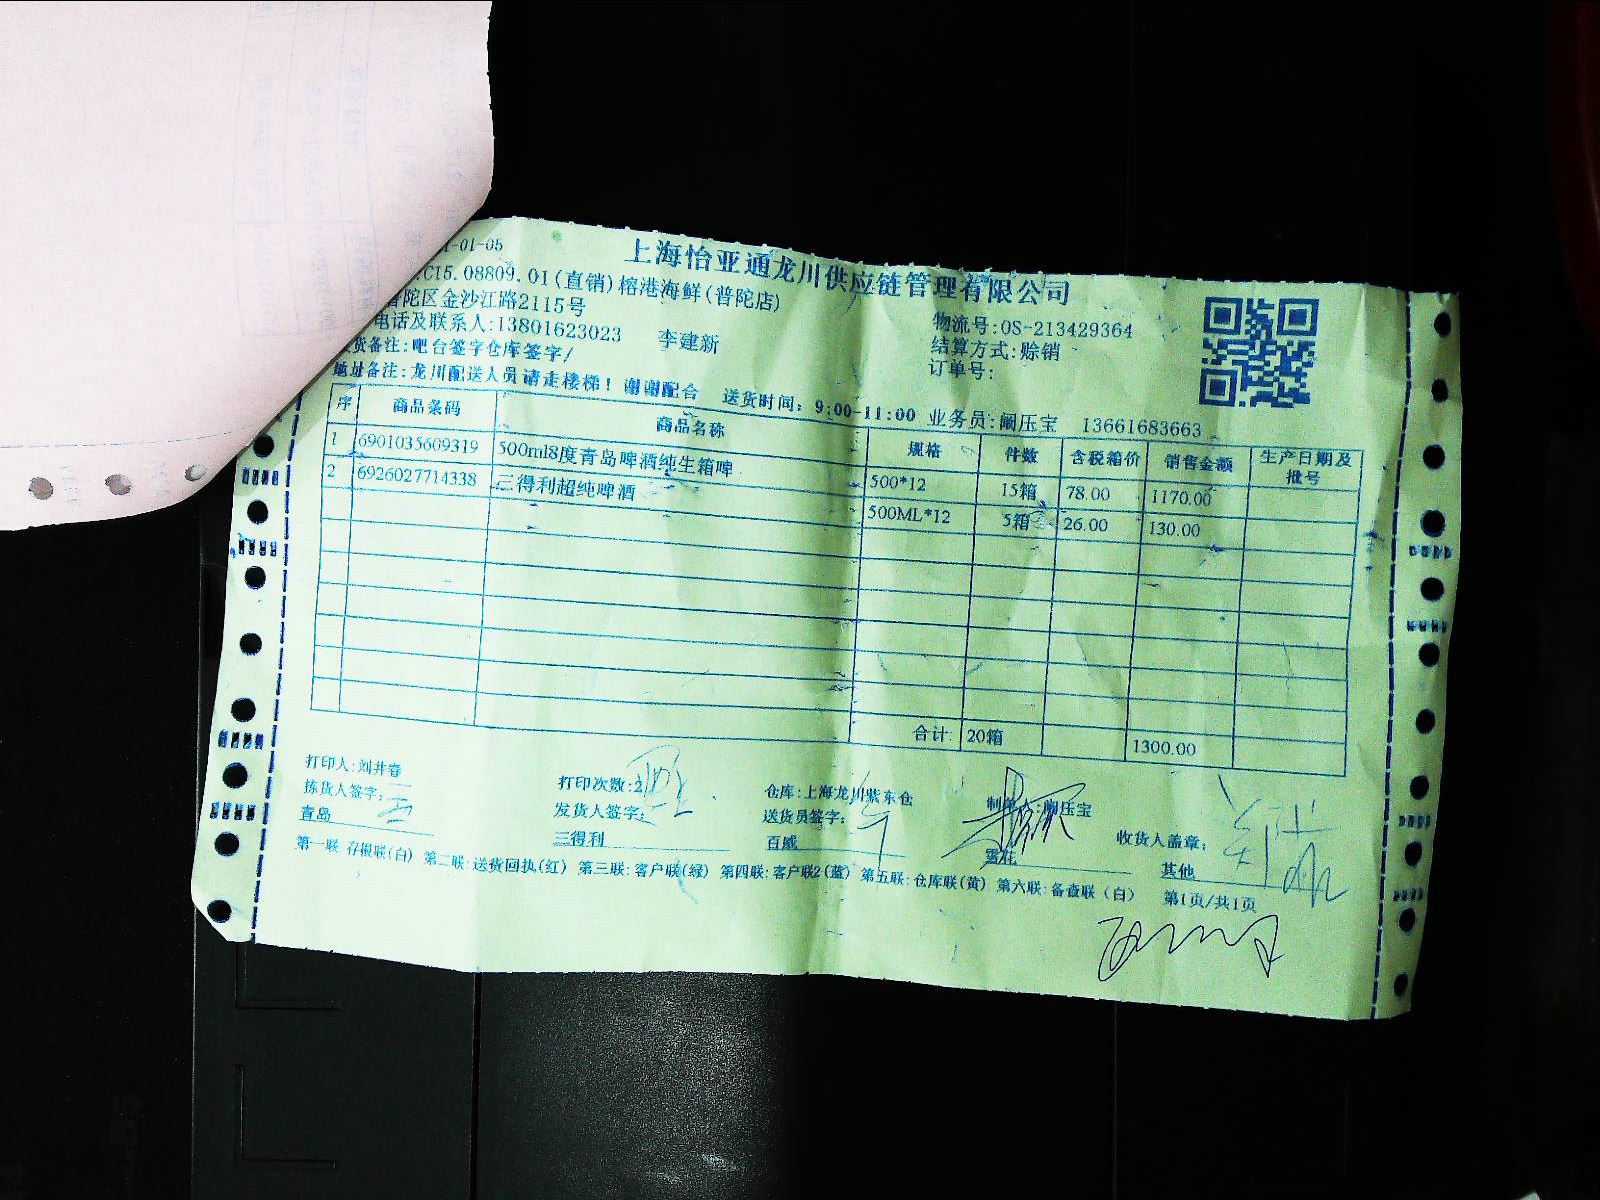 1-01-05
上海怡亚通龙川供应链管理有限公司
.C15.08809.01(直销)榕港海鲜(普陀店)
普陀区金沙江路2115号
电话及联系人:13801623023 李建新
物流号:OS-213429364
货备注:吧台签字仓库签字/
结算方式:赊销
地址备注:龙川配送人员请走楼梯!谢谢配合 送货时间:9:00-11:00
订单号:
业务员:阚压宝 13661683663
序 商品条码 商品名称 规格 件数 含税箱价 销售金额 生产日期及批号
1 6901035609319 500ml8度青岛啤酒纯生箱啤 500*12 15箱 78.00 1170.00
2 6926027714338 三得利超纯啤酒 500ML*12 5箱 26.00 130.00
合计: 20箱 1300.00
打印人:刘井春 打印次数:2 仓库:上海龙川紫东仓 制单人:阚压宝
拣货人签字: 发货人签字: 送货员签字: 收货人盖章:
青岛 三得利 百威 雪花 其他
第一联:存根联(白) 第二联:送货回执(红) 第三联:客户联(绿) 第四联:客户联2(蓝) 第五联:仓库联(黄) 第六联:备查联(白) 第1页/共1页